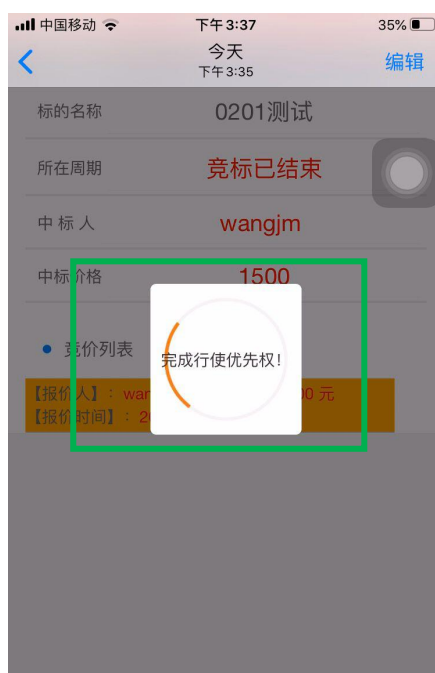 中国移动 下午3:37 35%
今天
下午3:35
编辑
标的名称 0201测试
所在周期 竞标已结束
中标人 wangjm
中标价格 1500
竞价列表
完成行使优先权!
【报价人】: wan 00 元
【报价时间】: 2